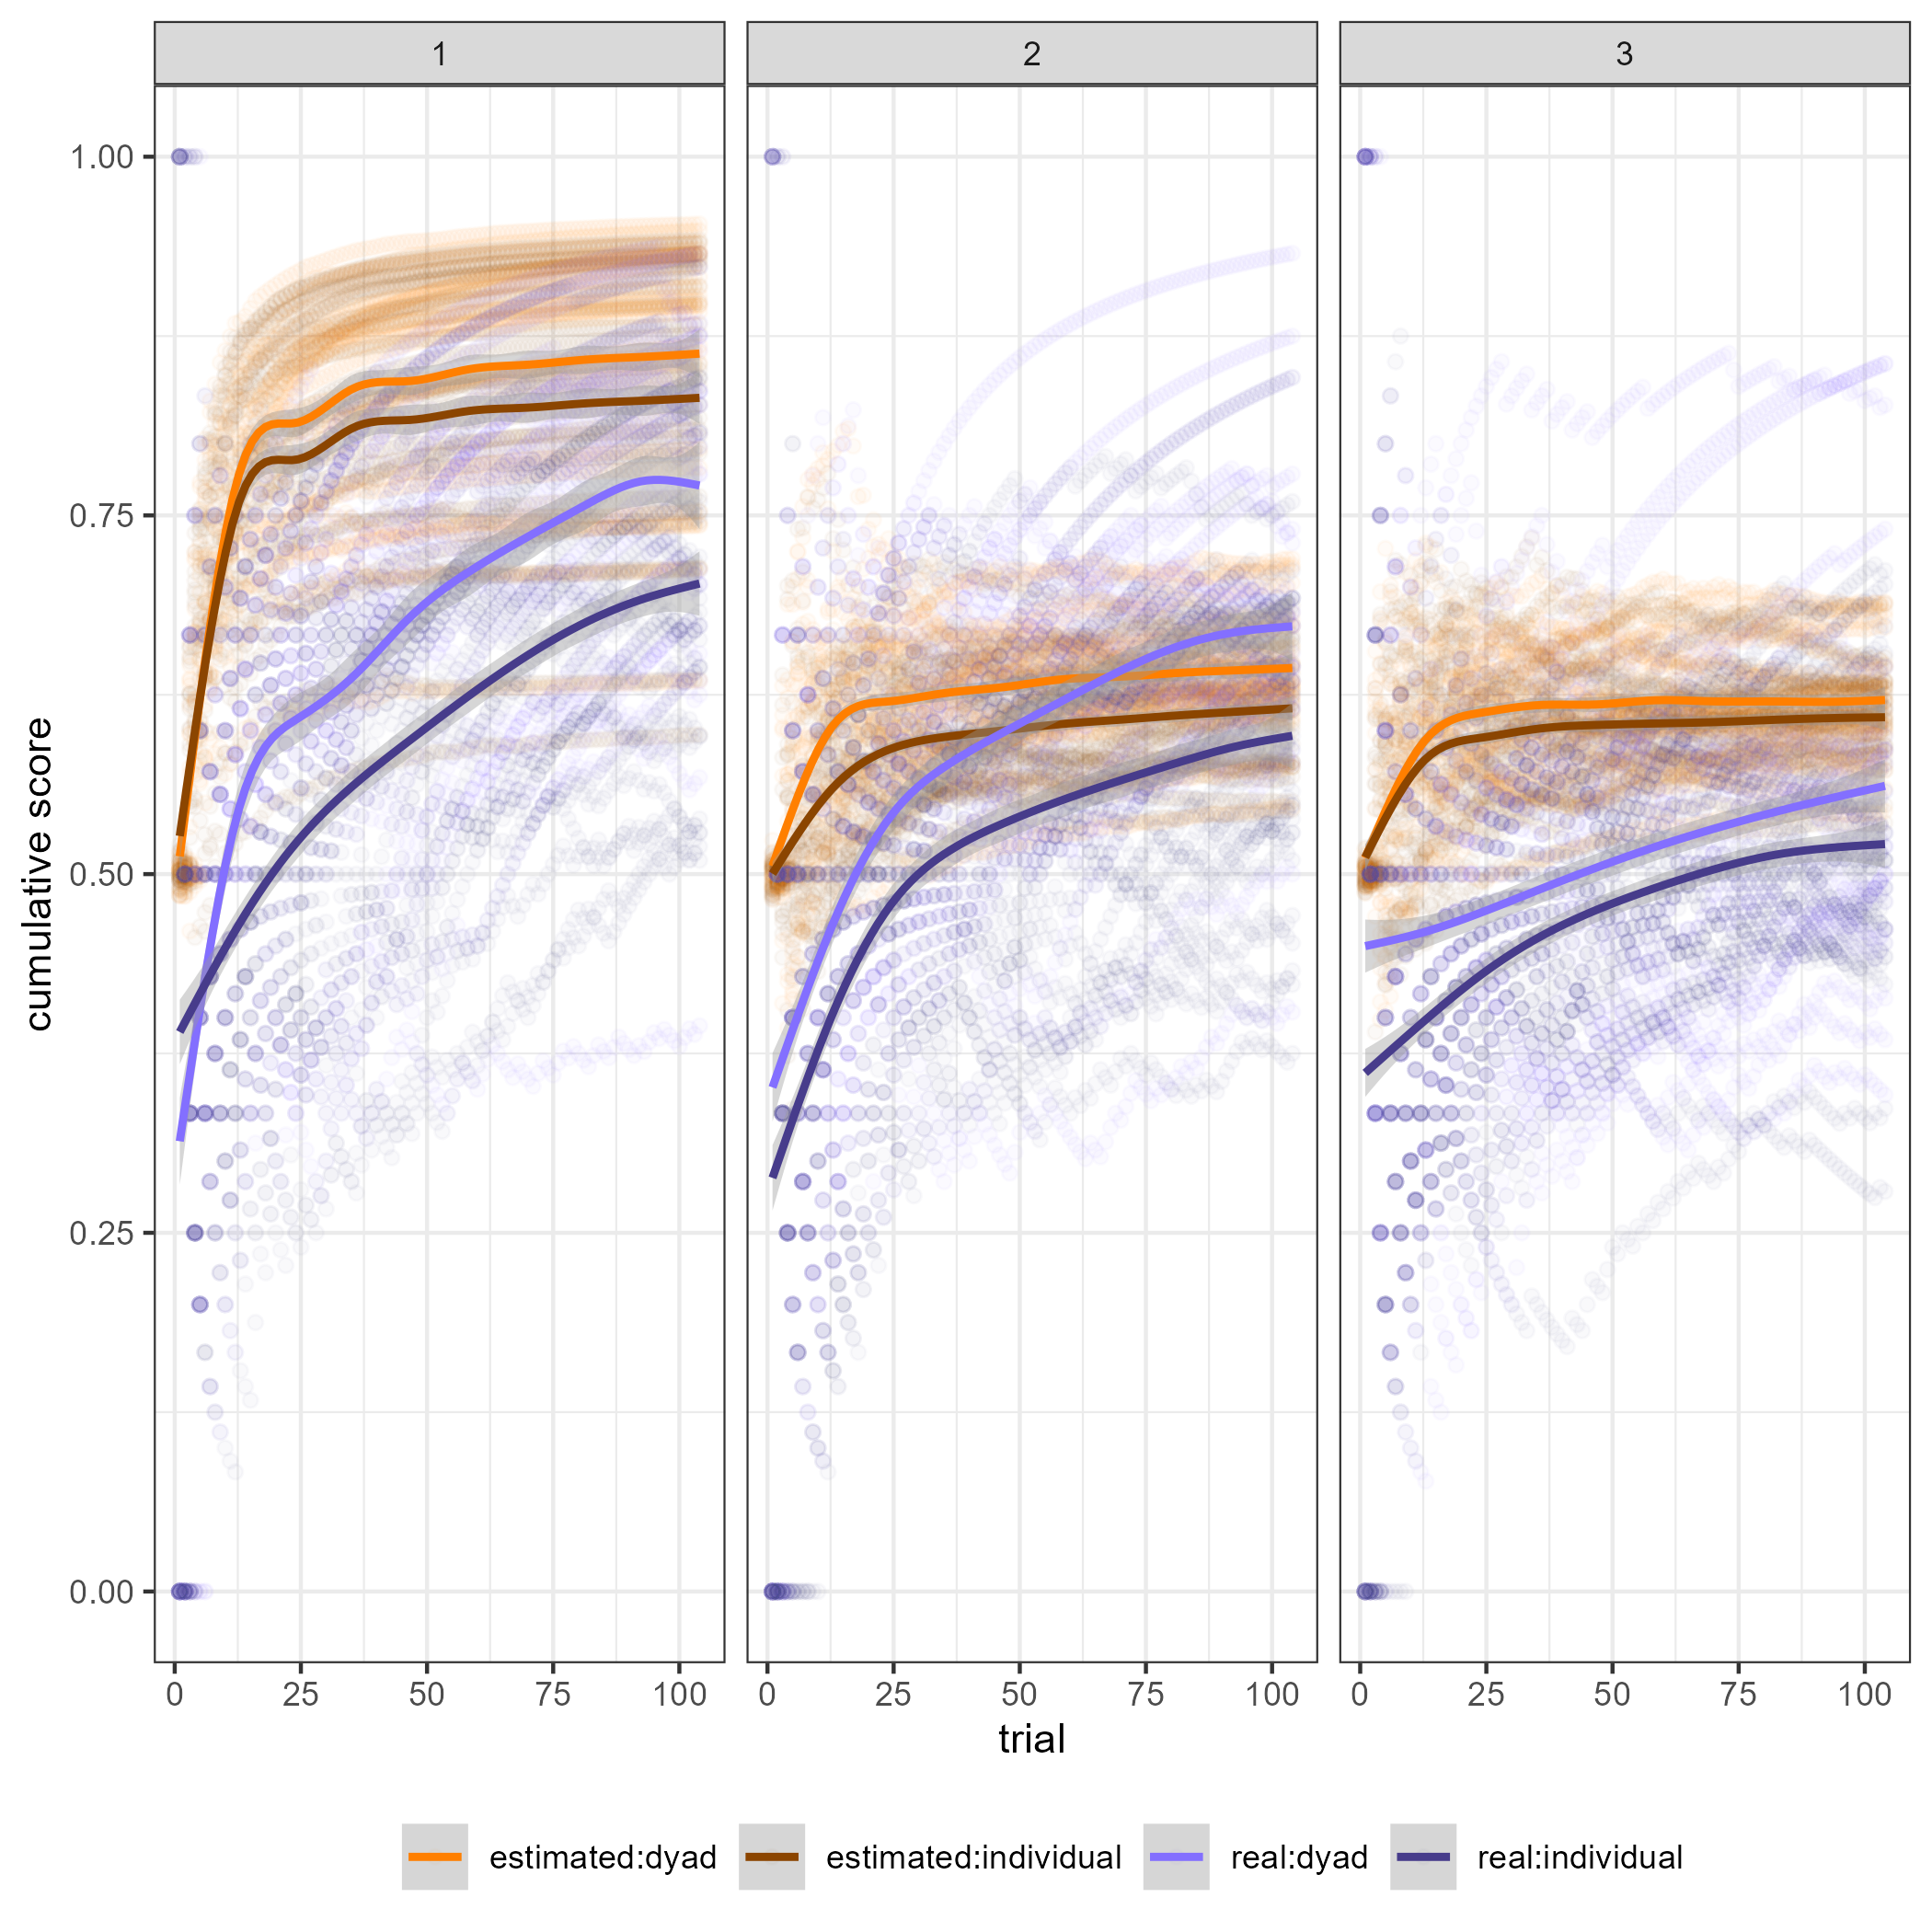 1 2 3
cumulative score
1.00
0.75
0.50
0.25
0.00
0 25 50 75 100 0 25 50 75 100 0 25 50 75 100
trial
estimated:dyad estimated:individual real:dyad real:individual